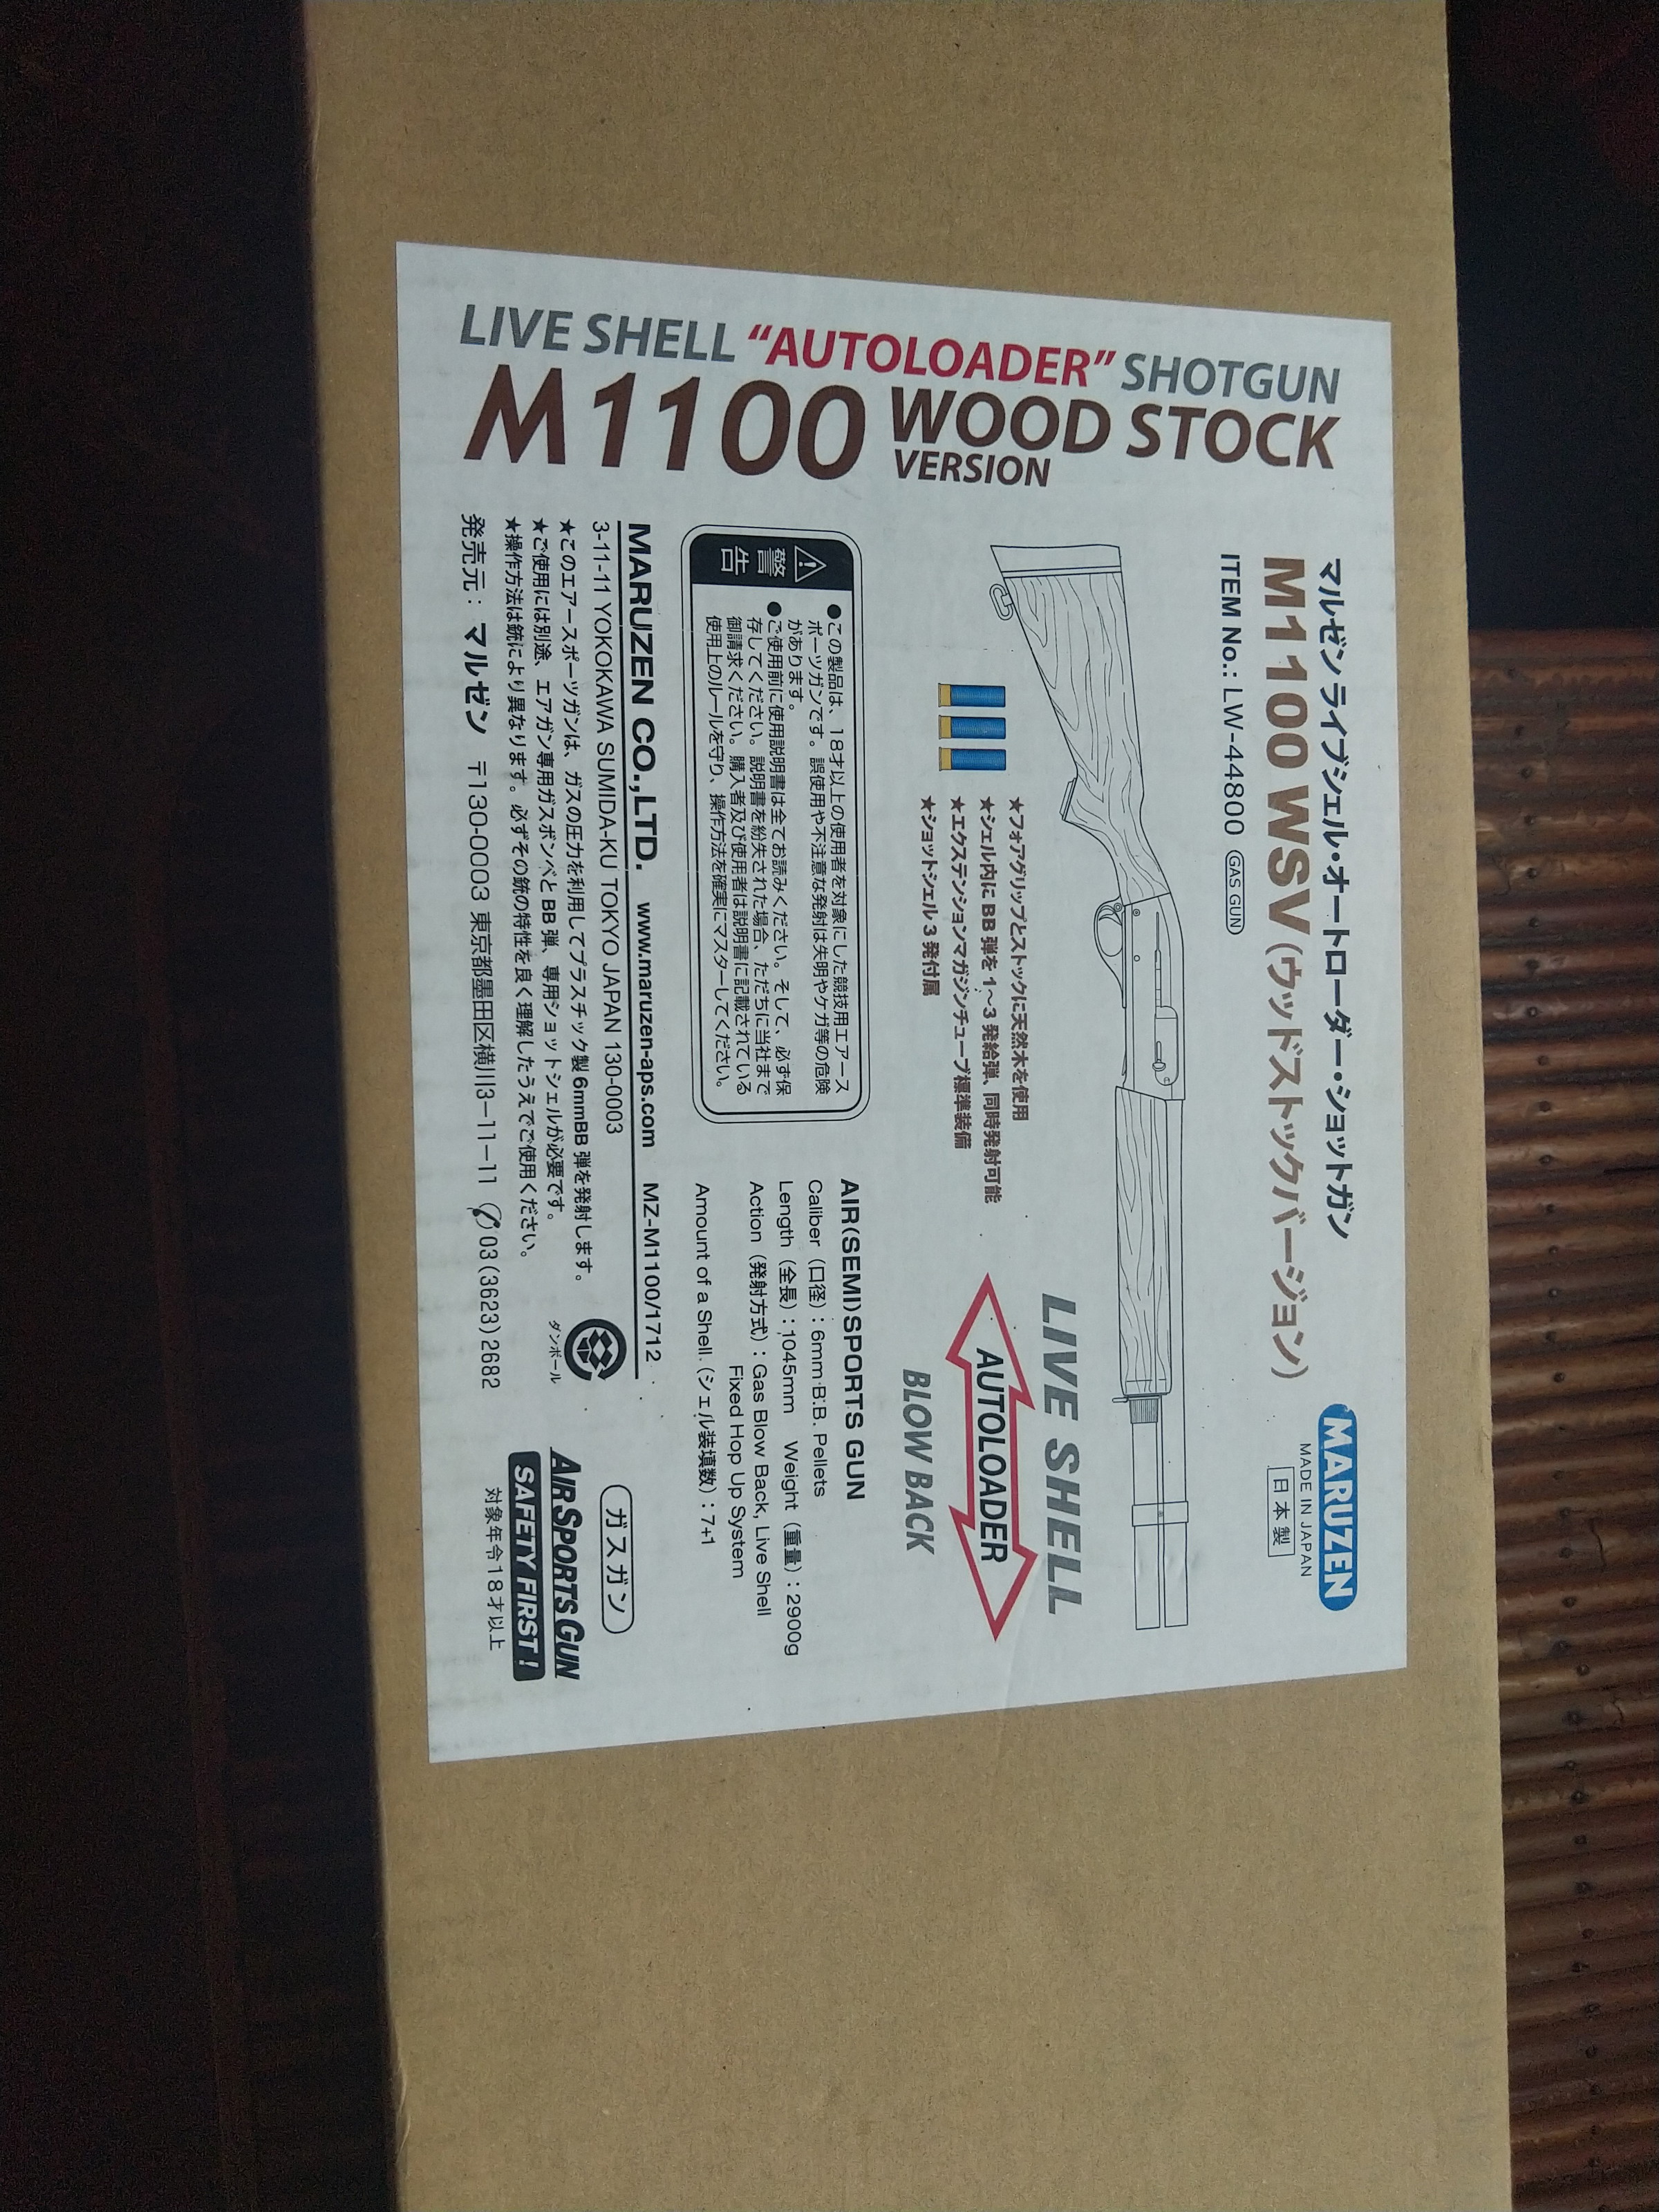 LIVE SHELL “AUTOLOADER” SHOTGUN
M1100 WOOD STOCK
VERSION
マルゼン ライブシェル・オートローダー・ショットガン
M1100 WSV (ウッドストックバージョン)
ITEM No.: LW-44800 GAS GUN
MARUZEN
MADE IN JAPAN
日本製
★フォアグリップとストックに天然木を使用
★シェル内に BB 弾を 1～3 発給弾、同時発射可能
★エクステンションマガジンチューブ標準装備
★ショットシェル 3 発付属
LIVE SHELL
AUTOLOADER
BLOW BACK
警告
●この製品は、18才以上の使用者を対象にした競技用エアース
ポーツガンです。誤使用や不注意な発射は失明やケガ等の危険
があります。
●ご使用前に使用説明書は全てお読みください。そして、必ず保
存してください。説明書を紛失された場合、ただちに当社まで
御請求ください。購入者及び使用者は説明書に記載されている
使用上のルールを守り、操作方法を確実にマスターしてください。
AIR(SEMI)SPORTS GUN
Caliber (口径) : 6mm B.B. Pellets
Length (全長) : 1045mm Weight (重量) : 2900g
Action (発射方式) : Gas Blow Back, Live Shell
Fixed Hop Up System
Amount of a Shell. (シェル装填数) : 7+1
MARUZEN CO.,LTD. www.maruzen-aps.com MZ-M1100/1712
3-11-11 YOKOKAWA SUMIDA-KU TOKYO JAPAN 130-0003
★このエアースポーツガンは、ガスの圧力を利用してプラスチック製 6mmBB 弾を発射します。
★ご使用には別途、エアガン専用ガスボンベと BB 弾、専用ショットシェルが必要です。
★操作方法は銃により異なります。必ずその銃の特性を良く理解したうえでご使用ください。
発売元：マルゼン 〒130-0003 東京都墨田区横川3-11-11 ✆03(3623)2682
ダンボール
ガスガン
AIRSPORTS GUN
SAFETY FIRST!
対象年令18才以上